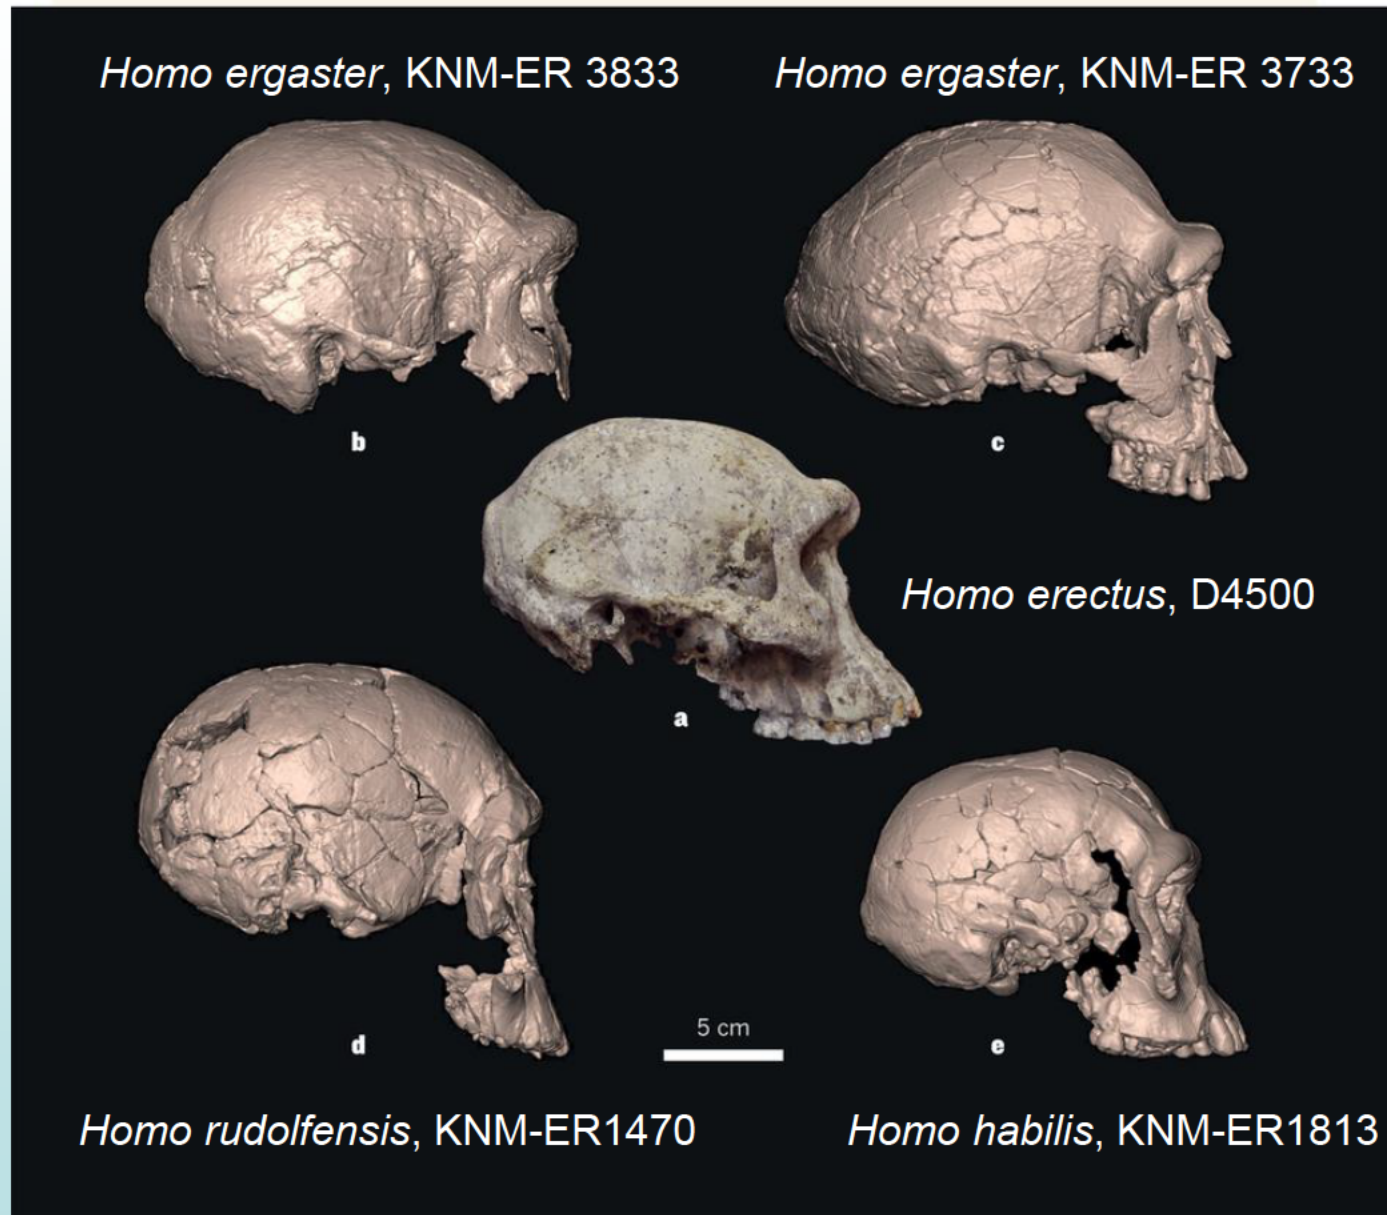 Homo ergaster, KNM-ER 3833
Homo ergaster, KNM-ER 3733
b
c
Homo erectus, D4500
a
5 cm
d
e
Homo rudolfensis, KNM-ER1470
Homo habilis, KNM-ER1813